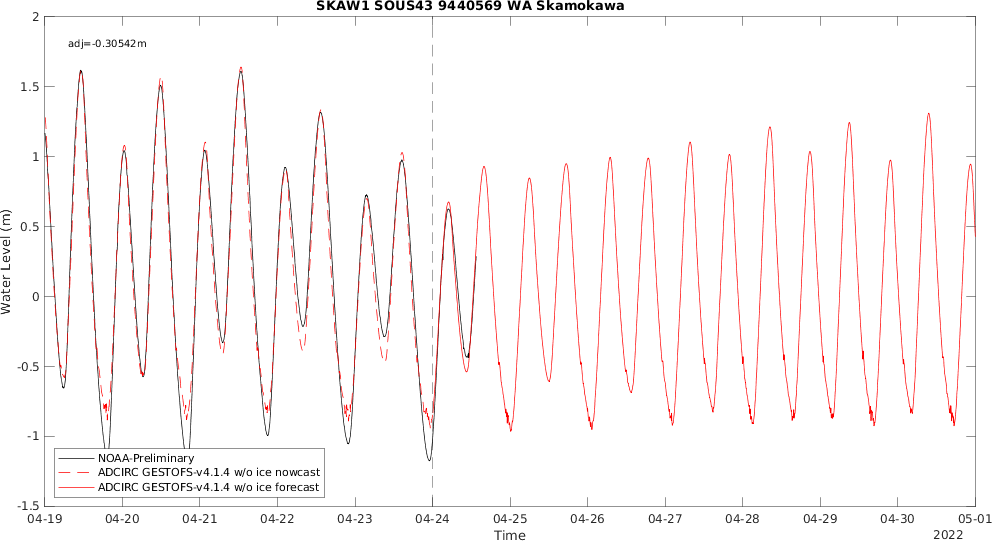 SKAW1 SOUS43 9440569 WA Skamokawa
adj=-0.30542m
Water Level (m)
2
1.5
1
0.5
0
-0.5
-1
-1.5
NOAA-Preliminary
ADCIRC GESTOFS-v4.1.4 w/o ice nowcast
ADCIRC GESTOFS-v4.1.4 w/o ice forecast
04-19 04-20 04-21 04-22 04-23 04-24 04-25 04-26 04-27 04-28 04-29 04-30 05-01
Time
2022